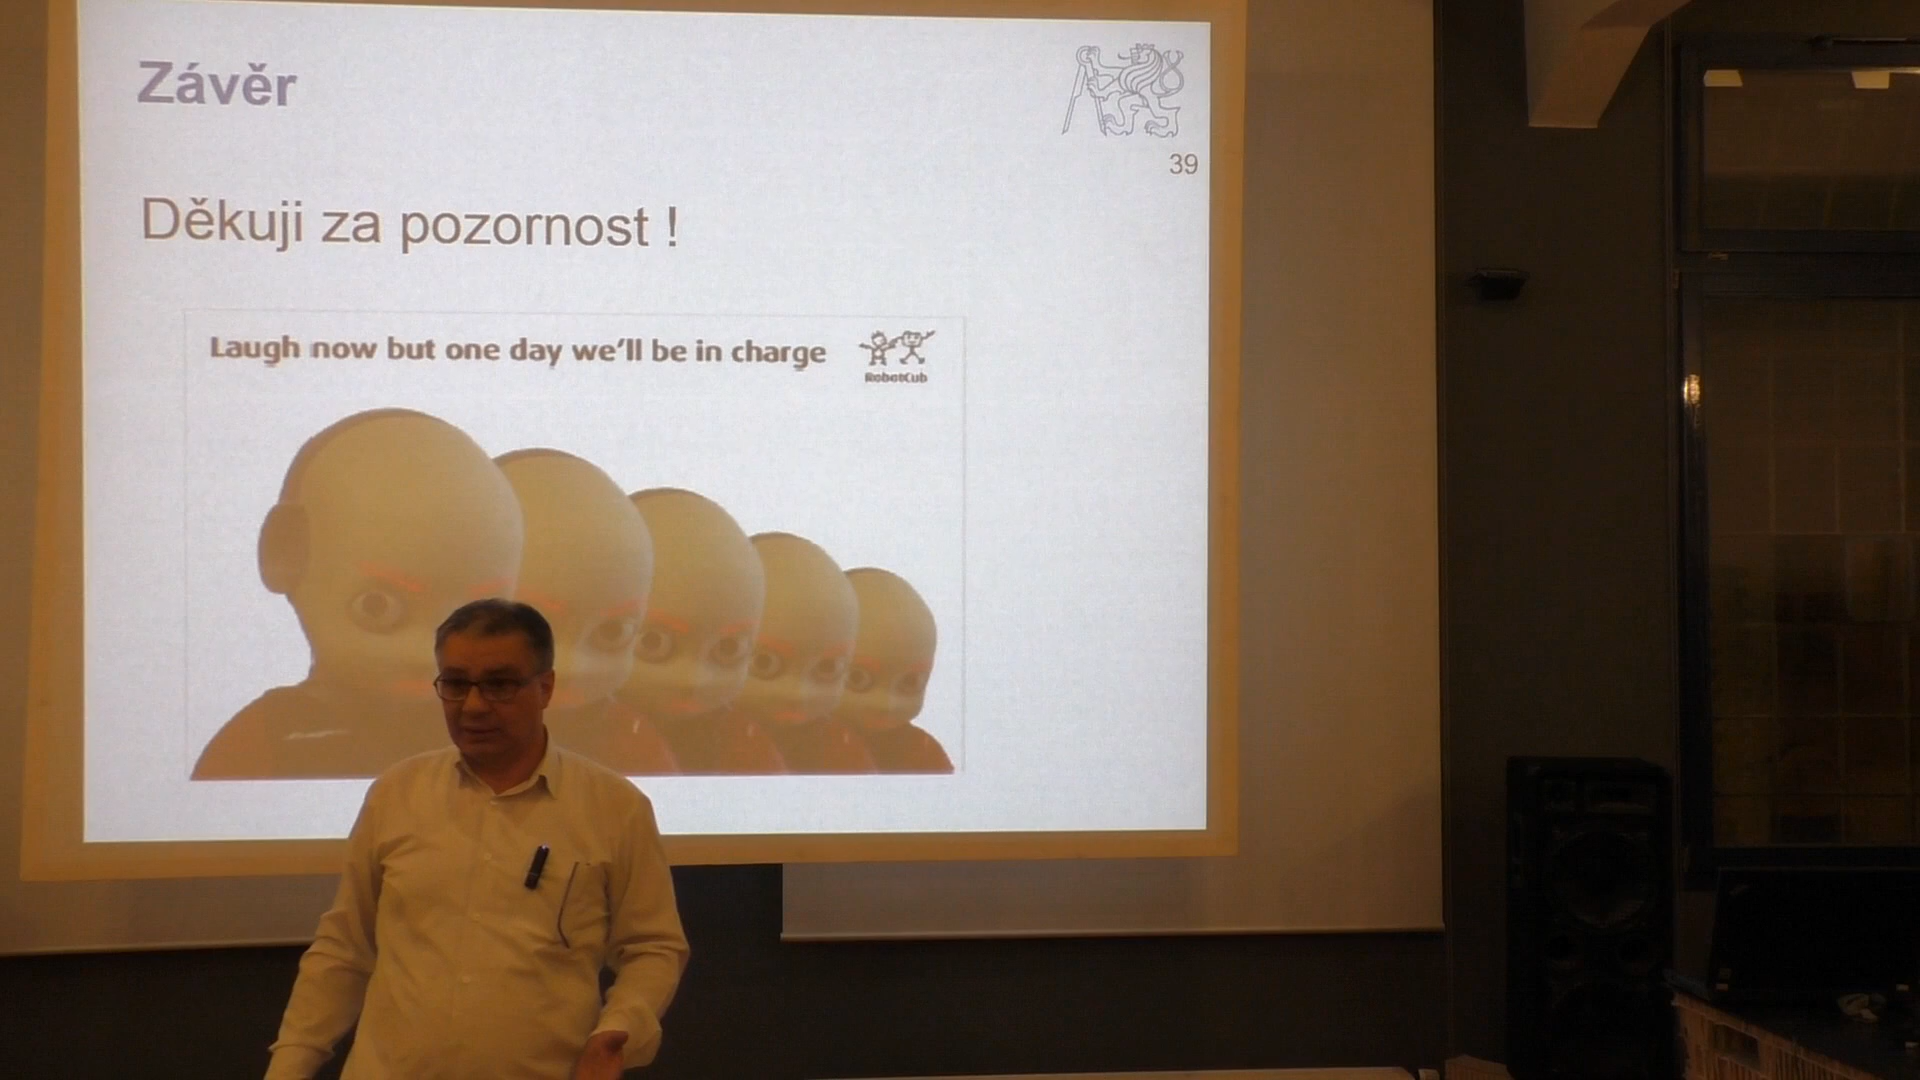 Závěr
39
Děkuji za pozornost !
Laugh now but one day we'll be in charge
RobotCub